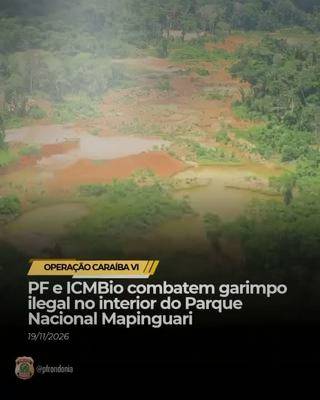 OPERAÇÃO CARAÍBA VI
PF e ICMBio combatem garimpo
ilegal no interior do Parque
Nacional Mapinguari
19/11/2026
@pfrondonia